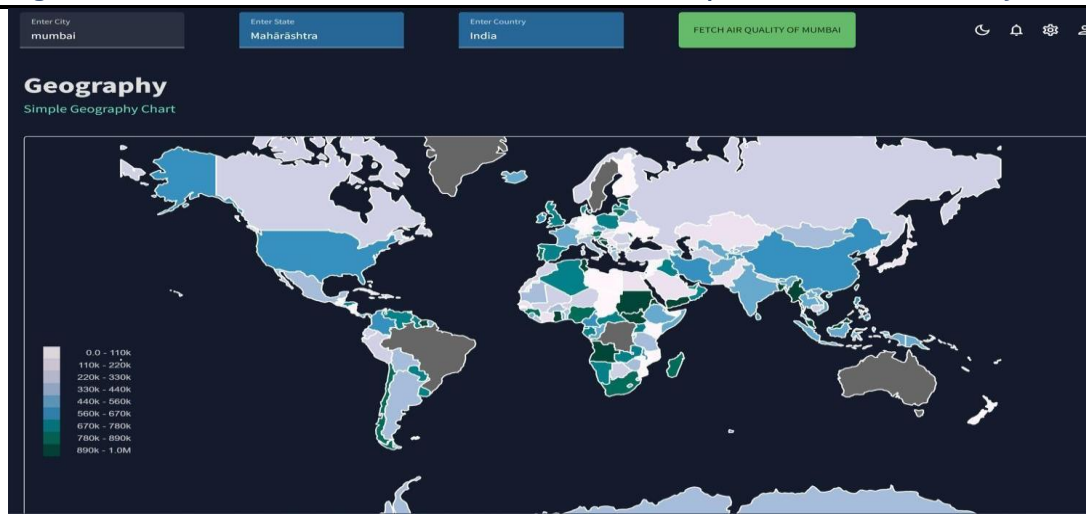 Enter City
mumbai
Enter State
Mahārāshtra
Enter Country
India
FETCH AIR QUALITY OF MUMBAI
Geography
Simple Geography Chart
0.0 - 110k
110k - 220k
220k - 330k
330k - 440k
440k - 560k
560k - 670k
670k - 780k
780k - 890k
890k - 1.0M